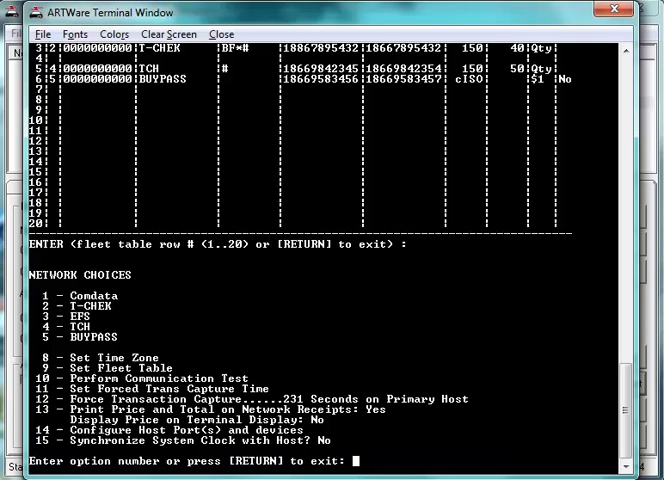 ARTWare Terminal Window
File Fonts Colors Clear Screen Close
3|2|0000000000|T-CHEK |BF*# |18867895432|18667895432| 150| 40|Qty|
4| | | | | | | | | |
5|4|0000000000|TCH |# |18669842345|18669842354| 150| 50|Qty|
6|5|0000000000|BUYPASS | |18669583456|18669583457| cISO| |$1 |No
7| | | | | | | | | |
8| | | | | | | | | |
9| | | | | | | | | |
10| | | | | | | | | |
11| | | | | | | | | |
12| | | | | | | | | |
13| | | | | | | | | |
14| | | | | | | | | |
15| | | | | | | | | |
16| | | | | | | | | |
17| | | | | | | | | |
18| | | | | | | | | |
19| | | | | | | | | |
20| | | | | | | | | |
ENTER (fleet table row # (1..20) or [RETURN] to exit) :
NETWORK CHOICES
1 - Comdata
2 - T-CHEK
3 - EFS
4 - TCH
5 - BUYPASS
8 - Set Time Zone
9 - Set Fleet Table
10 - Perform Communication Test
11 - Set Forced Trans Capture Time
12 - Force Transaction Capture......231 Seconds on Primary Host
13 - Print Price and Total on Network Receipts: Yes
Display Price on Terminal Display: No
14 - Configure Host Port(s) and devices
15 - Synchronize System Clock with Host? No
Enter option number or press [RETURN] to exit: